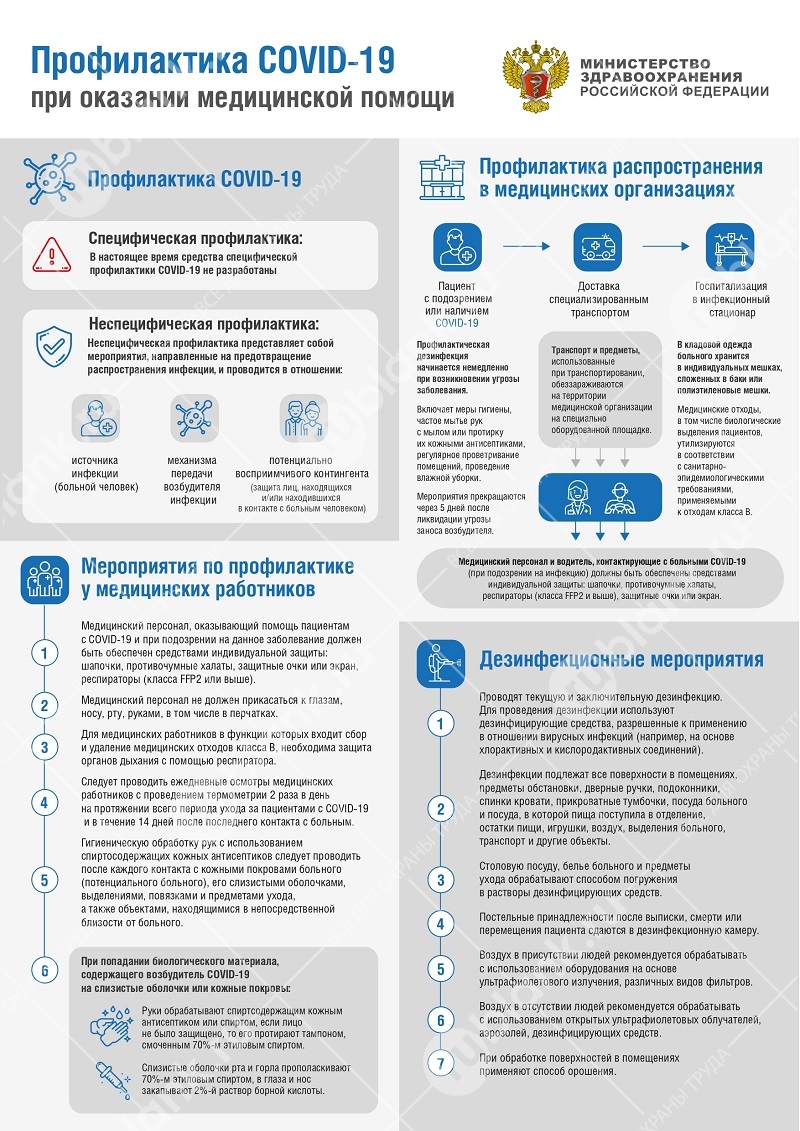 Профилактика COVID-19
при оказании медицинской помощи
МИНИСТЕРСТВО
ЗДРАВООХРАНЕНИЯ
РОССИЙСКОЙ ФЕДЕРАЦИИ
Профилактика COVID-19
Специфическая профилактика:
В настоящее время средства специфической
профилактики COVID-19 не разработаны
Неспецифическая профилактика:
Неспецифическая профилактика представляет собой
мероприятия, направленные на предотвращение
распространения инфекции, и проводится в отношении:
источника
инфекции
(больной человек)
механизма
передачи
возбудителя
инфекции
потенциально
восприимчивого контингента
(защита лиц, находящихся
и/или находившихся
в контакте с больным человеком)
Профилактика распространения
в медицинских организациях
Пациент
с подозрением
или наличием
COVID-19
Доставка
специализированным
транспортом
Госпитализация
в инфекционный
стационар
Профилактическая
дезинфекция
начинается немедленно
при возникновении угрозы
заболевания.
Включает меры гигиены,
частое мытье рук
с мылом или протирку
их кожными антисептиками,
регулярное проветривание
помещений, проведение
влажной уборки.
Мероприятия прекращаются
через 5 дней после
ликвидации угрозы
заноса возбудителя.
Транспорт и предметы,
использованные
при транспортировании,
обеззараживаются
на территории
медицинской организации
на специально
оборудованной площадке.
В кладовой одежда
больного хранится
в индивидуальных мешках,
сложенных в баки или
полиэтиленовые мешки.
Медицинские отходы,
в том числе биологические
выделения пациентов,
утилизируются
в соответствии
с санитарно-
эпидемиологическими
требованиями,
применяемыми
к отходам класса В.
Медицинский персонал и водитель, контактирующие с больными COVID-19
(при подозрении на инфекцию) должны быть обеспечены средствами
индивидуальной защиты: шапочки, противочумные халаты,
респираторы (класса FFP2 и выше), защитные очки или экран.
Мероприятия по профилактике
у медицинских работников
1
Медицинский персонал, оказывающий помощь пациентам
с COVID-19 и при подозрении на данное заболевание должен
быть обеспечен средствами индивидуальной защиты:
шапочки, противочумные халаты, защитные очки или экран,
респираторы (класса FFP2 или выше).
2
Медицинский персонал не должен прикасаться к глазам,
носу, рту, руками, в том числе в перчатках.
3
Для медицинских работников в функции которых входит сбор
и удаление медицинских отходов класса В, необходима защита
органов дыхания с помощью респиратора.
4
Следует проводить ежедневные осмотры медицинских
работников с проведением термометрии 2 раза в день
на протяжении всего периода ухода за пациентами с COVID-19
и в течение 14 дней после последнего контакта с больным.
5
Гигиеническую обработку рук с использованием
спиртосодержащих кожных антисептиков следует проводить
после каждого контакта с кожными покровами больного
(потенциального больного), его слизистыми оболочками,
выделениями, повязками и предметами ухода,
а также объектами, находящимися в непосредственной
близости от больного.
6
При попадании биологического материала,
содержащего возбудитель COVID-19
на слизистые оболочки или кожные покровы:
Руки обрабатывают спиртсодержащим кожным
антисептиком или спиртом, если лицо
не было защищено, то его протирают тампоном,
смоченным 70%-м этиловым спиртом.
Слизистые оболочки рта и горла прополаскивают
70%-м этиловым спиртом, в глаза и нос
закапывают 2%-й раствор борной кислоты.
Дезинфекционные мероприятия
1
Проводят текущую и заключительную дезинфекцию.
Для проведения дезинфекции используют
дезинфицирующие средства, разрешенные к применению
в отношении вирусных инфекций (например, на основе
хлорактивных и кислородактивных соединений).
2
Дезинфекции подлежат все поверхности в помещениях,
предметы обстановки, дверные ручки, подоконники,
спинки кровати, прикроватные тумбочки, посуда больного
и посуда, в которой пища поступила в отделение,
остатки пищи, игрушки, воздух, выделения больного,
транспорт и другие объекты.
3
Столовую посуду, белье больного и предметы
ухода обрабатывают способом погружения
в растворы дезинфицирующих средств.
4
Постельные принадлежности после выписки, смерти или
перемещения пациента сдаются в дезинфекционную камеру.
5
Воздух в присутствии людей рекомендуется обрабатывать
с использованием оборудования на основе
ультрафиолетового излучения, различных видов фильтров.
6
Воздух в отсутствии людей рекомендуется обрабатывать
с использованием открытых ультрафиолетовых облучателей,
аэрозолей, дезинфицирующих средств.
7
При обработке поверхностей в помещениях
применяют способ орошения.